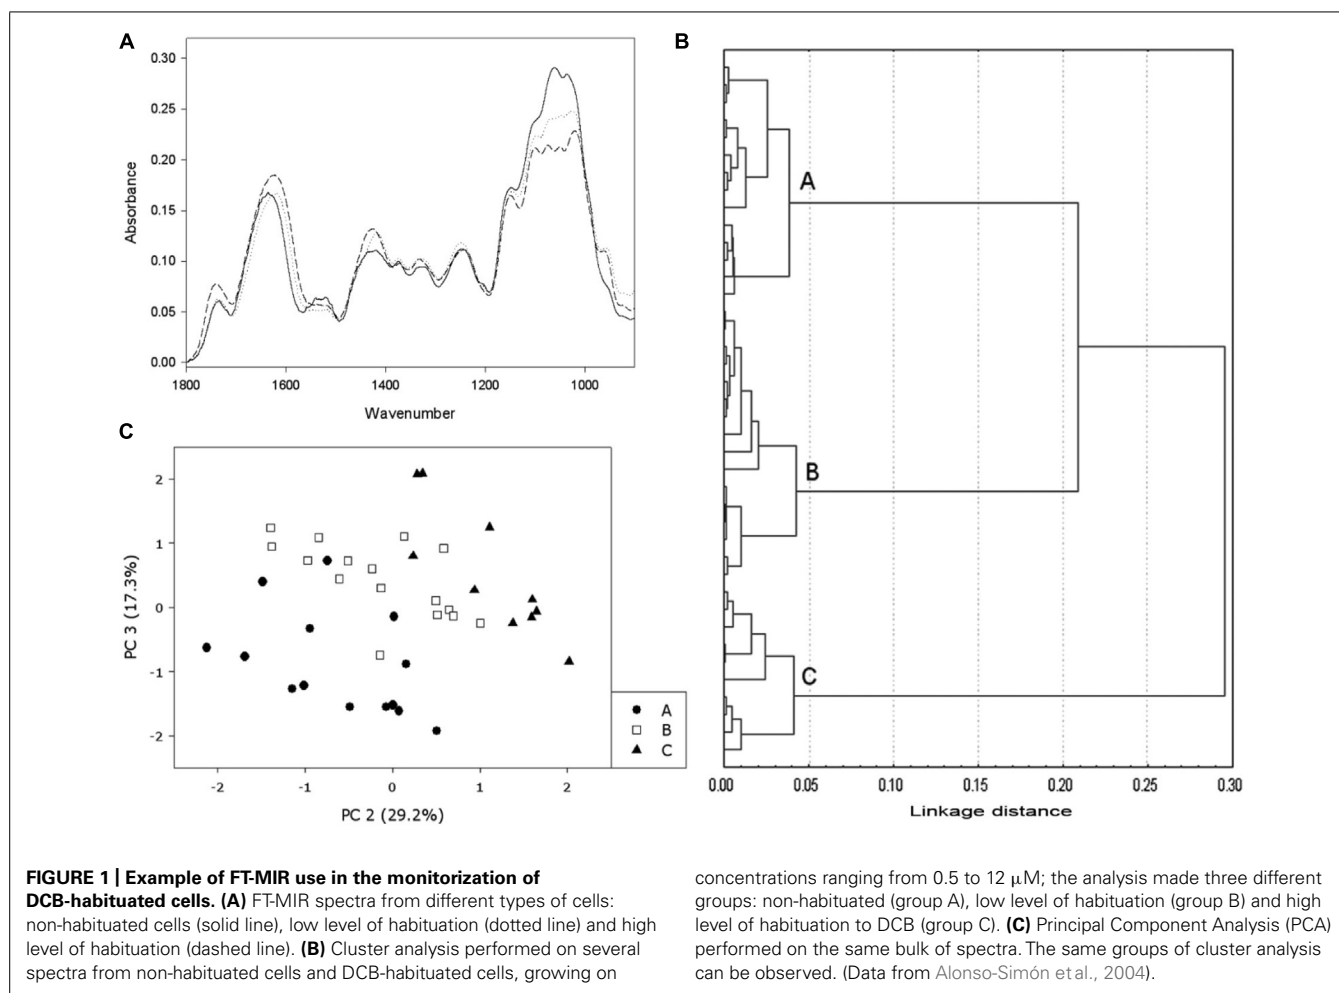 A
0.30
0.25
0.20
0.15
0.10
0.05
0.00
Absorbance
1800 1600 1400 1200 1000
Wavenumber
B
A
B
C
0.00 0.05 0.10 0.15 0.20 0.25 0.30
Linkage distance
C
2
1
0
-1
-2
PC 3 (17.3%)
-2 -1 0 1 2
PC 2 (29.2%)
A
B
C
FIGURE 1 | Example of FT-MIR use in the monitorization of
DCB-habituated cells. (A) FT-MIR spectra from different types of cells:
non-habituated cells (solid line), low level of habituation (dotted line) and high
level of habituation (dashed line). (B) Cluster analysis performed on several
spectra from non-habituated cells and DCB-habituated cells, growing on
concentrations ranging from 0.5 to 12 μM; the analysis made three different
groups: non-habituated (group A), low level of habituation (group B) and high
level of habituation to DCB (group C). (C) Principal Component Analysis (PCA)
performed on the same bulk of spectra. The same groups of cluster analysis
can be observed. (Data from Alonso-Simón et al., 2004).